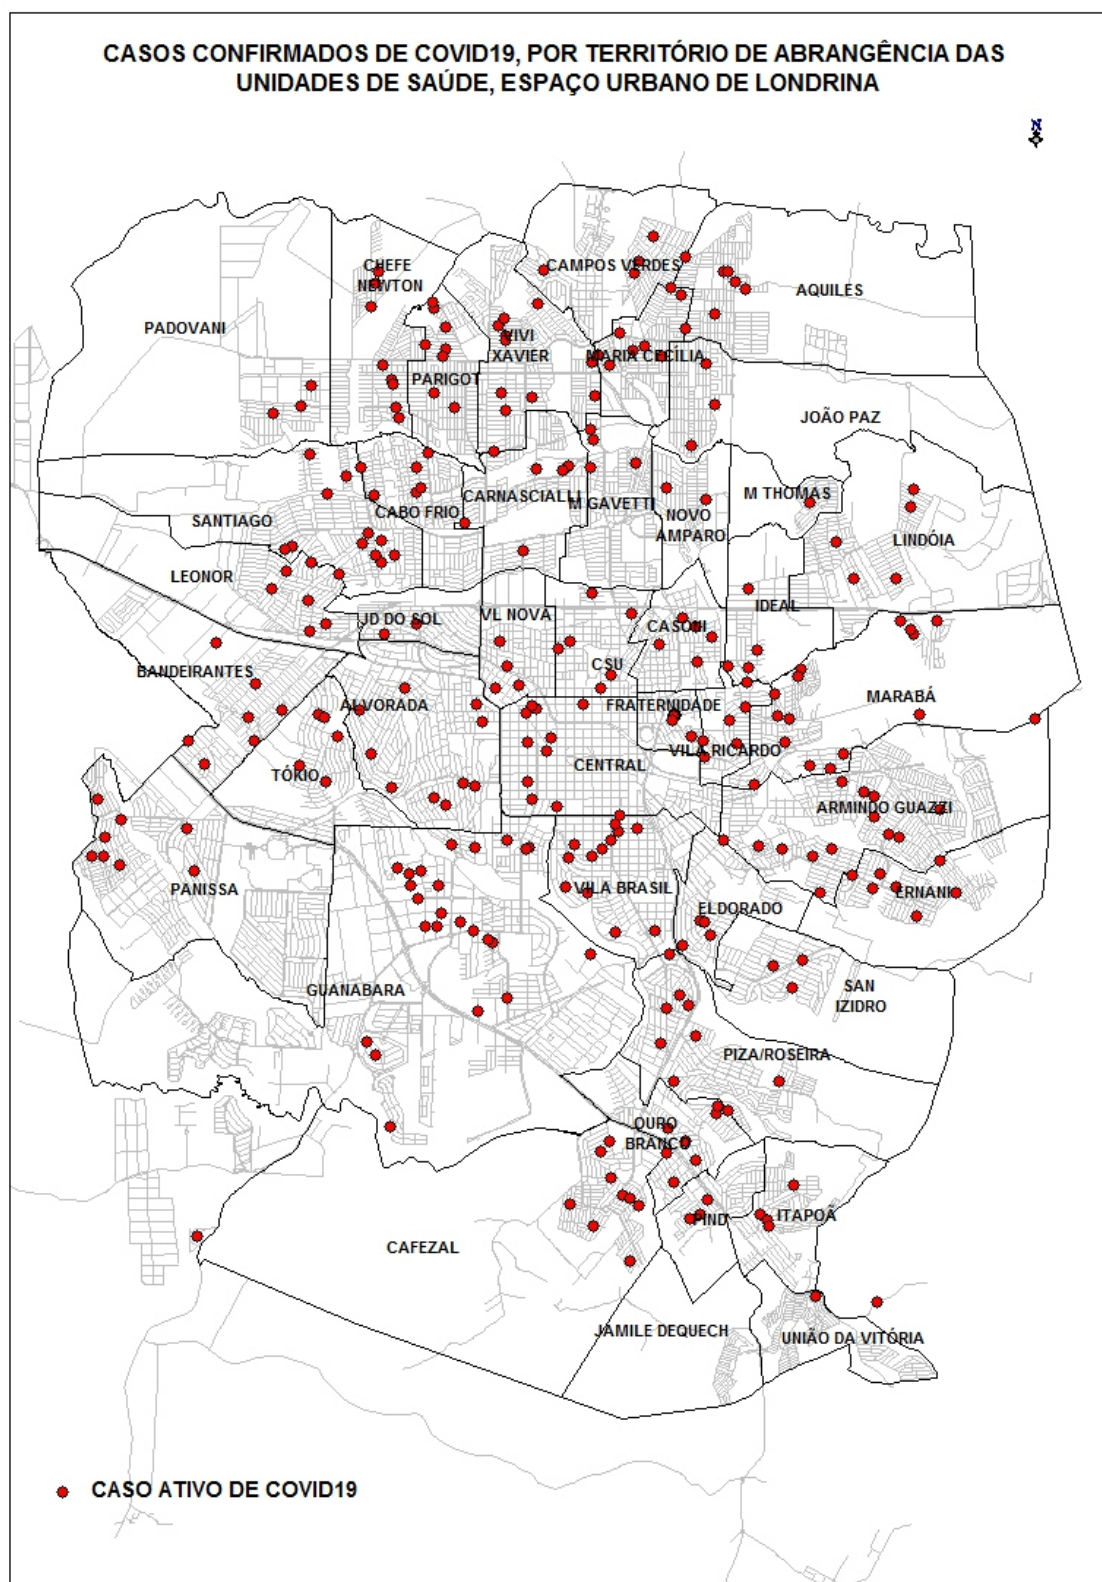 CASOS CONFIRMADOS DE COVID19, POR TERRITÓRIO DE ABRANGÊNCIA DAS
UNIDADES DE SAÚDE, ESPAÇO URBANO DE LONDRINA
N
CHEFE
NEWTON
CAMPOS VERDES
AQUILES
PADOVANI
VIVI
XAVIER
MARIA CECÍLIA
PARIGOT
JOÃO PAZ
CARNASCIALLI
M GAVETTI
M THOMAS
CABO FRIO
NOVO
AMPARO
SANTIAGO
LINDÓIA
LEONOR
IDEAL
JD DO SOL
VL NOVA
CASONI
CSU
BANDEIRANTES
MARABÁ
ALVORADA
FRATERNIDADE
VILA RICARDO
CENTRAL
TÓKIO
ARMINDO GUAZZI
PANISSA
VILA BRASIL
ERNANI
ELDORADO
GUANABARA
SAN
IZIDRO
PIZA/ROSEIRA
OURO
BRANCO
PIND
ITAPOÃ
CAFEZAL
JAMILE DEQUECH
UNIÃO DA VITÓRIA
CASO ATIVO DE COVID19